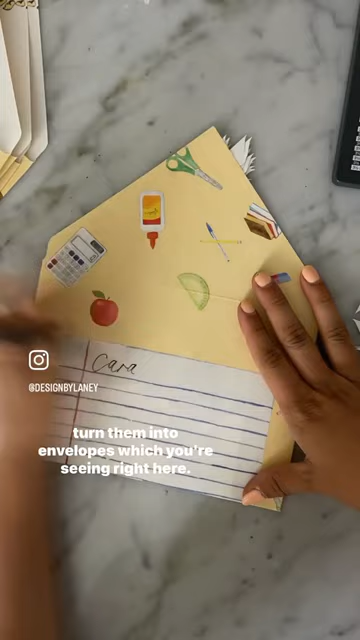 Cara
@DESIGNBYLANEY
turn them into
envelopes which you're
seeing right here.